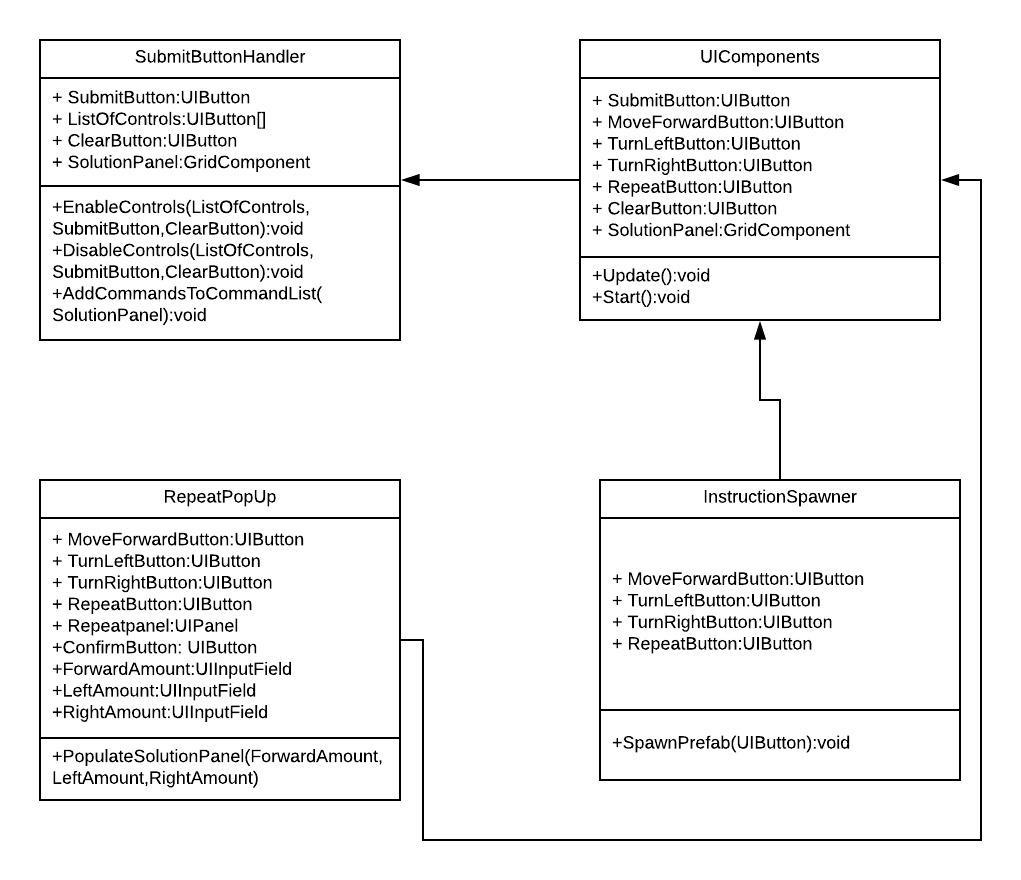 SubmitButtonHandler
+ SubmitButton:UIButton
+ ListOfControls:UIButton[]
+ ClearButton:UIButton
+ SolutionPanel:GridComponent
+EnableControls(ListOfControls,
SubmitButton,ClearButton):void
+DisableControls(ListOfControls,
SubmitButton,ClearButton):void
+AddCommandsToCommandList(
SolutionPanel):void
UIComponents
+ SubmitButton:UIButton
+ MoveForwardButton:UIButton
+ TurnLeftButton:UIButton
+ TurnRightButton:UIButton
+ RepeatButton:UIButton
+ ClearButton:UIButton
+ SolutionPanel:GridComponent
+Update():void
+Start():void
RepeatPopUp
+ MoveForwardButton:UIButton
+ TurnLeftButton:UIButton
+ TurnRightButton:UIButton
+ RepeatButton:UIButton
+ Repeatpanel:UIPanel
+ConfirmButton: UIButton
+ForwardAmount:UIInputField
+LeftAmount:UIInputField
+RightAmount:UIInputField
+PopulateSolutionPanel(ForwardAmount,
LeftAmount,RightAmount)
InstructionSpawner
+ MoveForwardButton:UIButton
+ TurnLeftButton:UIButton
+ TurnRightButton:UIButton
+ RepeatButton:UIButton
+SpawnPrefab(UIButton):void